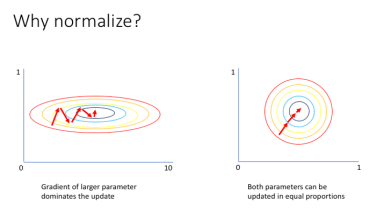 Why normalize?
1
1
0
10
0
1
Gradient of larger parameter
dominates the update
Both parameters can be
updated in equal proportions